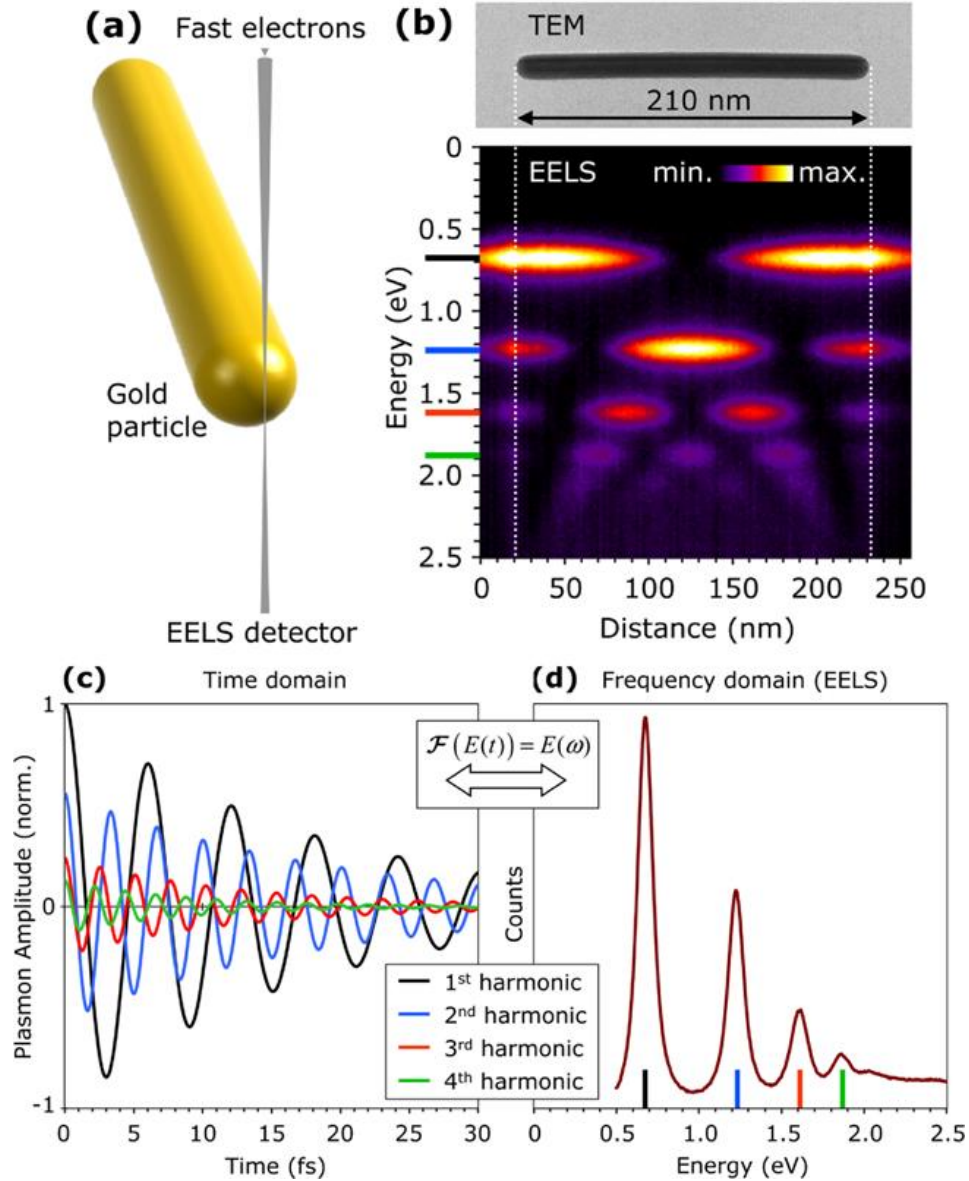 (a)
Fast electrons
Gold
particle
EELS detector
(b)
TEM
210 nm
EELS
min.
max.
0
0.5
1.0
1.5
2.0
2.5
Energy (eV)
0 50 100 150 200 250
Distance (nm)
(c)
Time domain
1
0
-1
Plasmon Amplitude (norm.)
0 5 10 15 20 25 30
Time (fs)
1st harmonic
2nd harmonic
3rd harmonic
4th harmonic
F(E(t)) = E(ω)
(d)
Frequency domain (EELS)
Counts
0 0.5 1.0 1.5 2.0 2.5
Energy (eV)